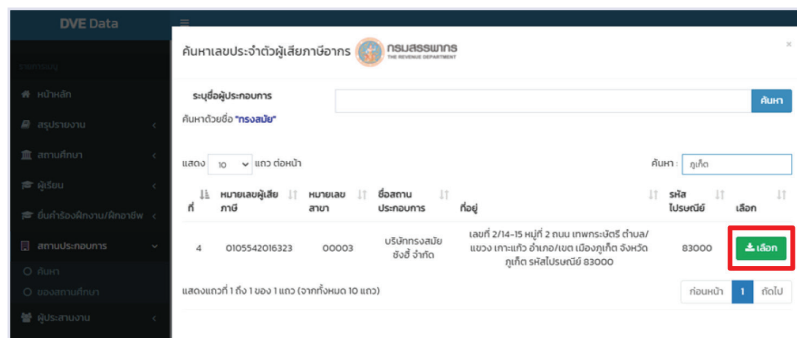 DVE Data
ค้นหาเลขประจำตัวผู้เสียภาษีอากร กรมสรรพากร
THE REVENUE DEPARTMENT
×
หน้าหลัก
สรุปรายงาน
สถานศึกษา
ผู้เรียน
ยื่นคำร้องฝึกงาน/ฝึกอาชีพ
สถานประกอบการ
ค้นหา
ของสถานศึกษา
ผู้ประสานงาน
ระบุชื่อผู้ประกอบการ
ค้นหา
ค้นหาด้วยชื่อ "ทรงสมัย"
แสดง 10 แถว ต่อหน้า
ค้นหา : ภูเก็ต
ที่ หมายเลขผู้เสียภาษี หมายเลขสาขา ชื่อสถานประกอบการ ที่อยู่ รหัสไปรษณีย์ เลือก
4 0105542016323 00003 บริษัททรงสมัย
ซังฮี้ จำกัด
เลขที่ 2/14-15 หมู่ที่ 2 ถนน เทพกระษัตรี ตำบล/
แขวง เกาะแก้ว อำเภอ/เขต เมืองภูเก็ต จังหวัด
ภูเก็ต รหัสไปรษณีย์ 83000
83000 เลือก
แสดงแถวที่ 1 ถึง 1 ของ 1 แถว (จากทั้งหมด 10 แถว)
ก่อนหน้า 1 ถัดไป